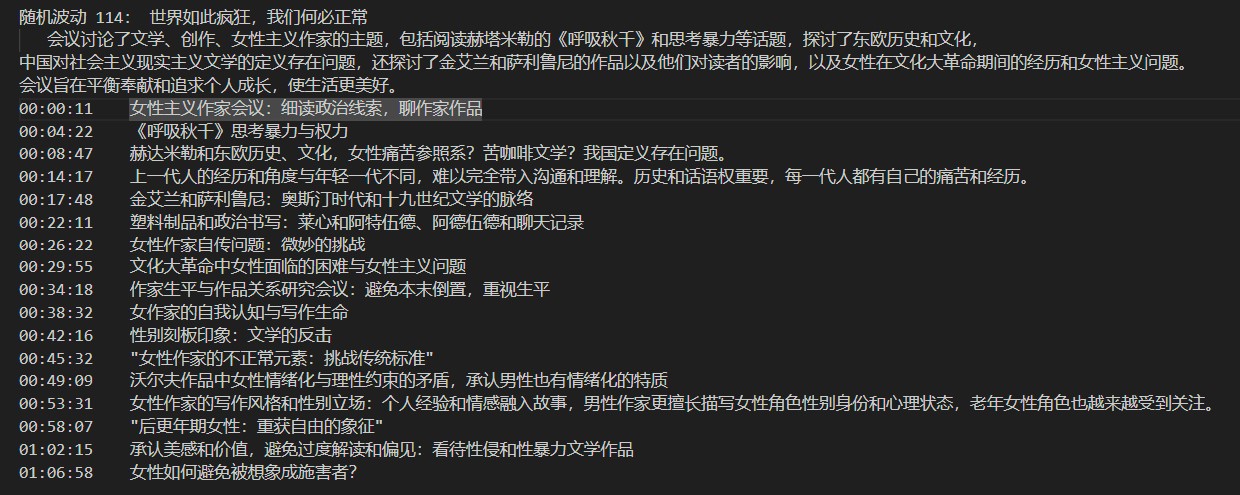 随机波动 114： 世界如此疯狂，我们何必正常
会议讨论了文学、创作、女性主义作家的主题，包括阅读赫塔米勒的《呼吸秋千》和思考暴力等话题，探讨了东欧历史和文化，
中国对社会主义现实主义文学的定义存在问题，还探讨了金艾兰和萨利鲁尼的作品以及他们对读者的影响，以及女性在文化大革命期间的经历和女性主义问题。
会议旨在平衡奉献和追求个人成长，使生活更美好。
00:00:11 女性主义作家会议：细读政治线索，聊作家作品
00:04:22 《呼吸秋千》思考暴力与权力
00:08:47 赫达米勒和东欧历史、文化，女性痛苦参照系？苦咖啡文学？我国定义存在问题。
00:14:17 上一代人的经历和角度与年轻一代不同，难以完全带入沟通和理解。历史和话语权重要，每一代人都有自己的痛苦和经历。
00:17:48 金艾兰和萨利鲁尼：奥斯汀时代和十九世纪文学的脉络
00:22:11 塑料制品和政治书写：莱心和阿特伍德、阿德伍德和聊天记录
00:26:22 女性作家自传问题：微妙的挑战
00:29:55 文化大革命中女性面临的困难与女性主义问题
00:34:18 作家生平与作品关系研究会议：避免本末倒置，重视生平
00:38:32 女作家的自我认知与写作生命
00:42:16 性别刻板印象：文学的反击
00:45:32 "女性作家的不正常元素：挑战传统标准"
00:49:09 沃尔夫作品中女性情绪化与理性约束的矛盾，承认男性也有情绪化的特质
00:53:31 女性作家的写作风格和性别立场：个人经验和情感融入故事，男性作家更擅长描写女性角色性别身份和心理状态，老年女性角色也越来越受到关注。
00:58:07 "后更年期女性：重获自由的象征"
01:02:15 承认美感和价值，避免过度解读和偏见：看待性侵和性暴力文学作品
01:06:58 女性如何避免被想象成施害者？